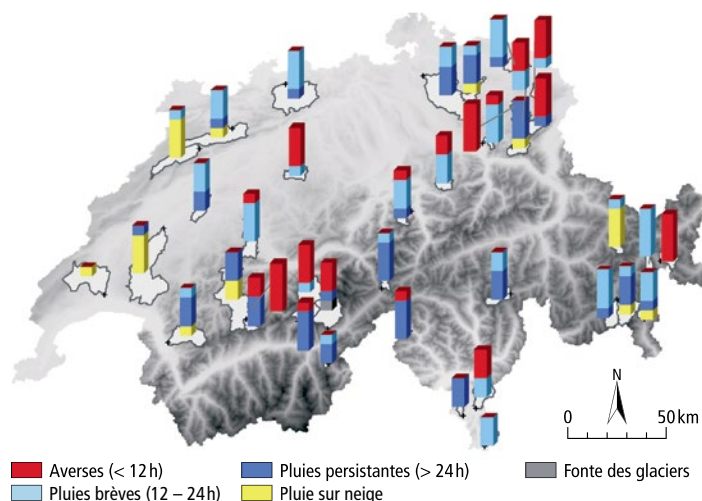 N
0 50 km
Averses (< 12 h)
Pluies persistantes (> 24 h)
Fonte des glaciers
Pluies brèves (12 – 24 h)
Pluie sur neige